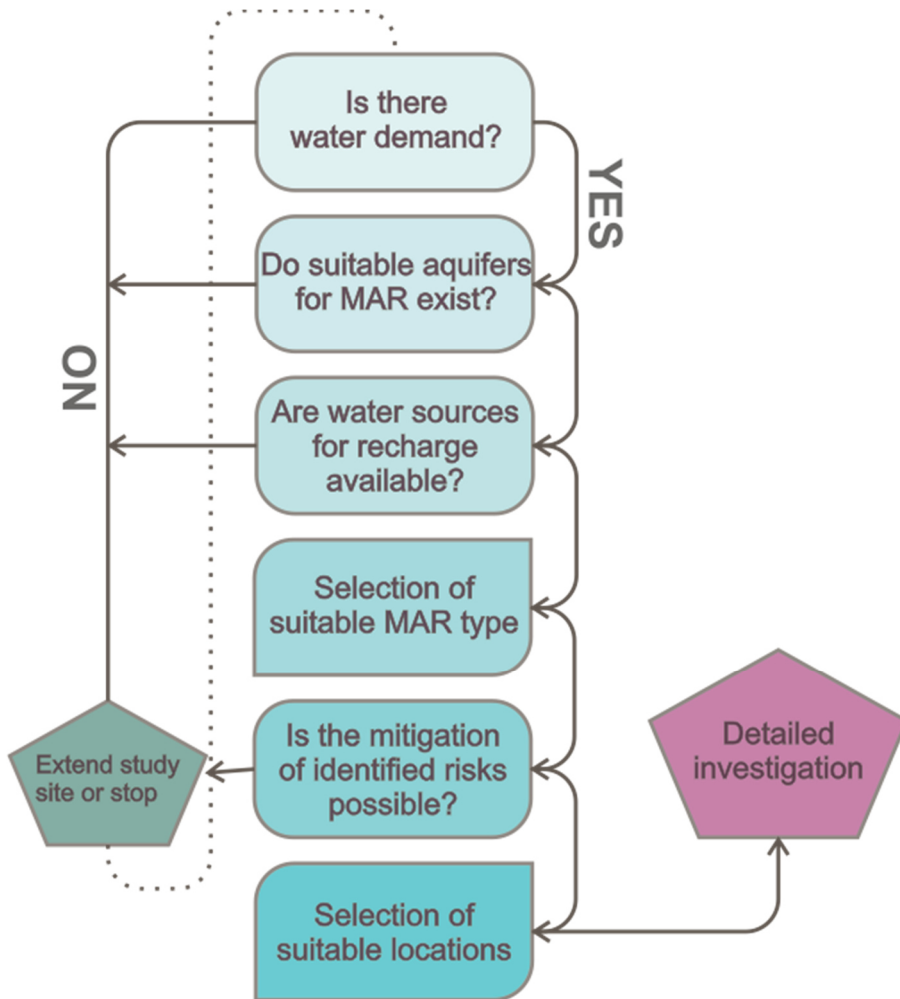 Is there
water demand?
YES
Do suitable aquifers
for MAR exist?
NO
Are water sources
for recharge
available?
Selection of
suitable MAR type
Is the mitigation
of identified risks
possible?
Extend study
site or stop
Detailed
investigation
Selection of
suitable locations